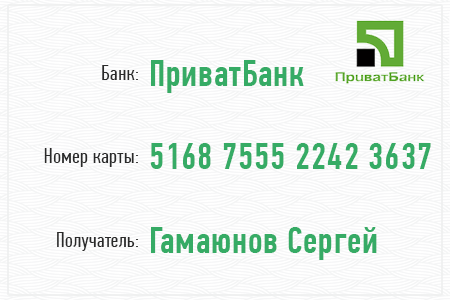 ПриватБанк
Банк: ПриватБанк
Номер карты: 5168 7555 2242 3637
Получатель: Гамаюнов Сергей